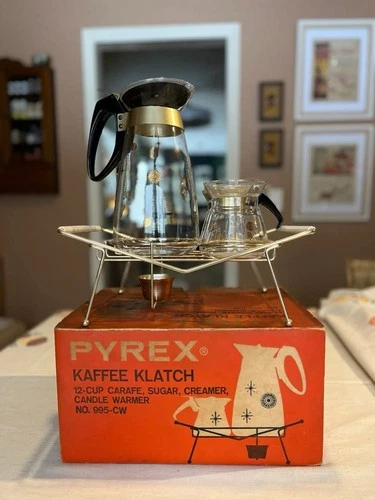 PYREX®
KAFFEE KLATCH
12-CUP CARAFE, SUGAR, CREAMER,
CANDLE WARMER
NO. 995-CW